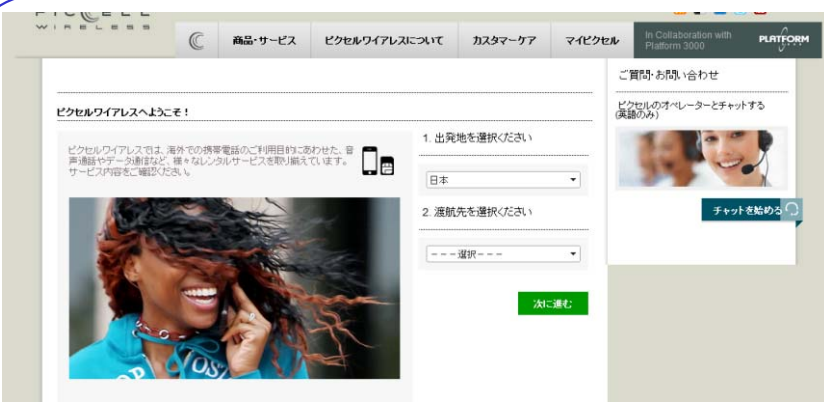 PICCELL
WIRELESS
商品・サービス
ピクセルワイアレスについて
カスタマーケア
マイピクセル
In Collaboration with
Platform 3000
PLATFORM
ご質問・お問い合わせ
ピクセルのオペレーターとチャットする
(英語のみ)
チャットを始める
ピクセルワイアレスへようこそ!
ピクセルワイアレスでは、海外での携帯電話のご利用目的にあわせた、音
声通話やデータ通信など、様々なレンタルサービスを取り揃えています。
サービス内容をご確認ください。
1. 出発地を選択ください
日本
2. 渡航先を選択ください
---選択---
次に進む